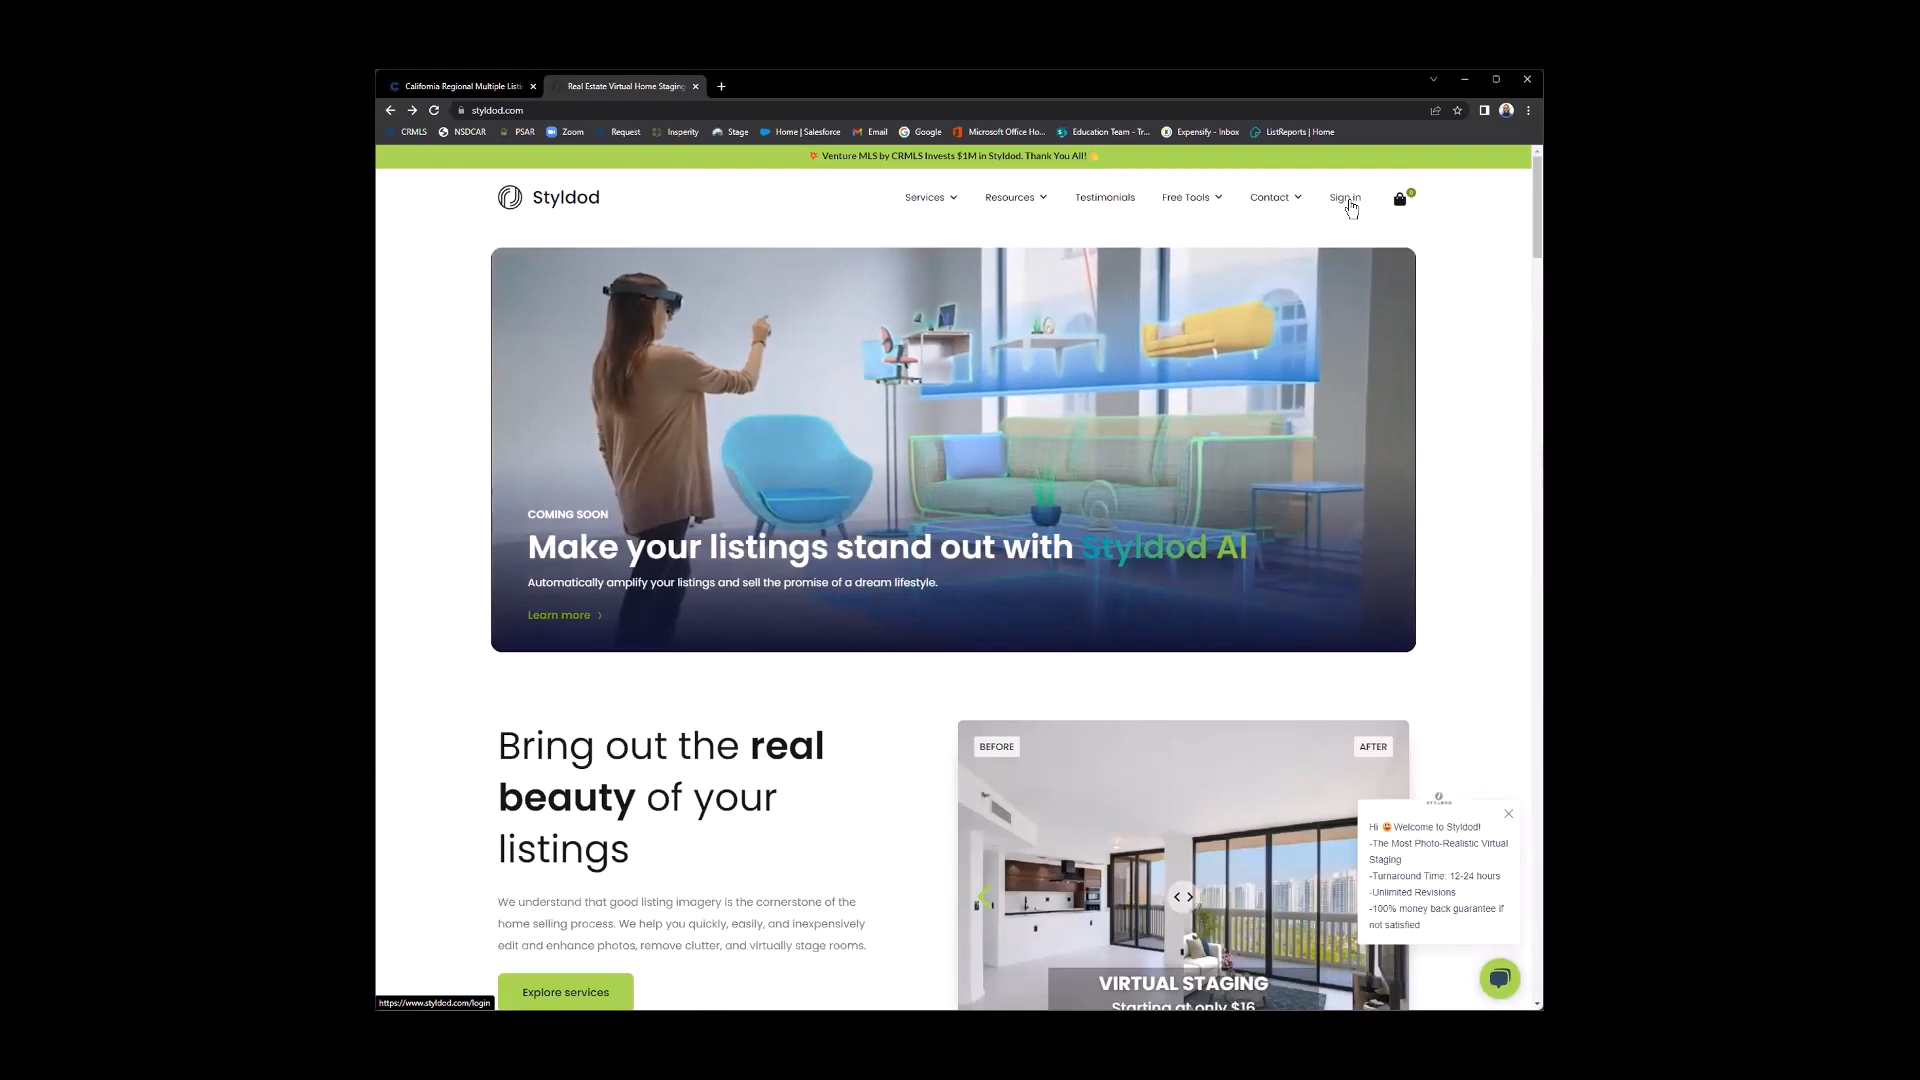 California Regional Multiple Listi
Real Estate Virtual Home Staging
styldod.com
CRMLS NSDCAR PSAR Zoom Request Insperity Stage Home | Salesforce Email Google Microsoft Office Ho... Education Team - Tr... Expensify - Inbox ListReports | Home
💥 Venture MLS by CRMLS Invests $1M in Styldod. Thank You All! 👏
Styldod
Services Resources Testimonials Free Tools Contact Sign in 0
COMING SOON
Make your listings stand out with Styldod AI
Automatically amplify your listings and sell the promise of a dream lifestyle.
Learn more >
Bring out the real
beauty of your
listings
We understand that good listing imagery is the cornerstone of the
home selling process. We help you quickly, easily, and inexpensively
edit and enhance photos, remove clutter, and virtually stage rooms.
Explore services
BEFORE
AFTER
VIRTUAL STAGING
Starting at only $16
STYLDOD
Hi 😃 Welcome to Styldod!
-The Most Photo-Realistic Virtual
Staging
-Turnaround Time: 12-24 hours
-Unlimited Revisions
-100% money back guarantee if
not satisfied
https://www.styldod.com/login